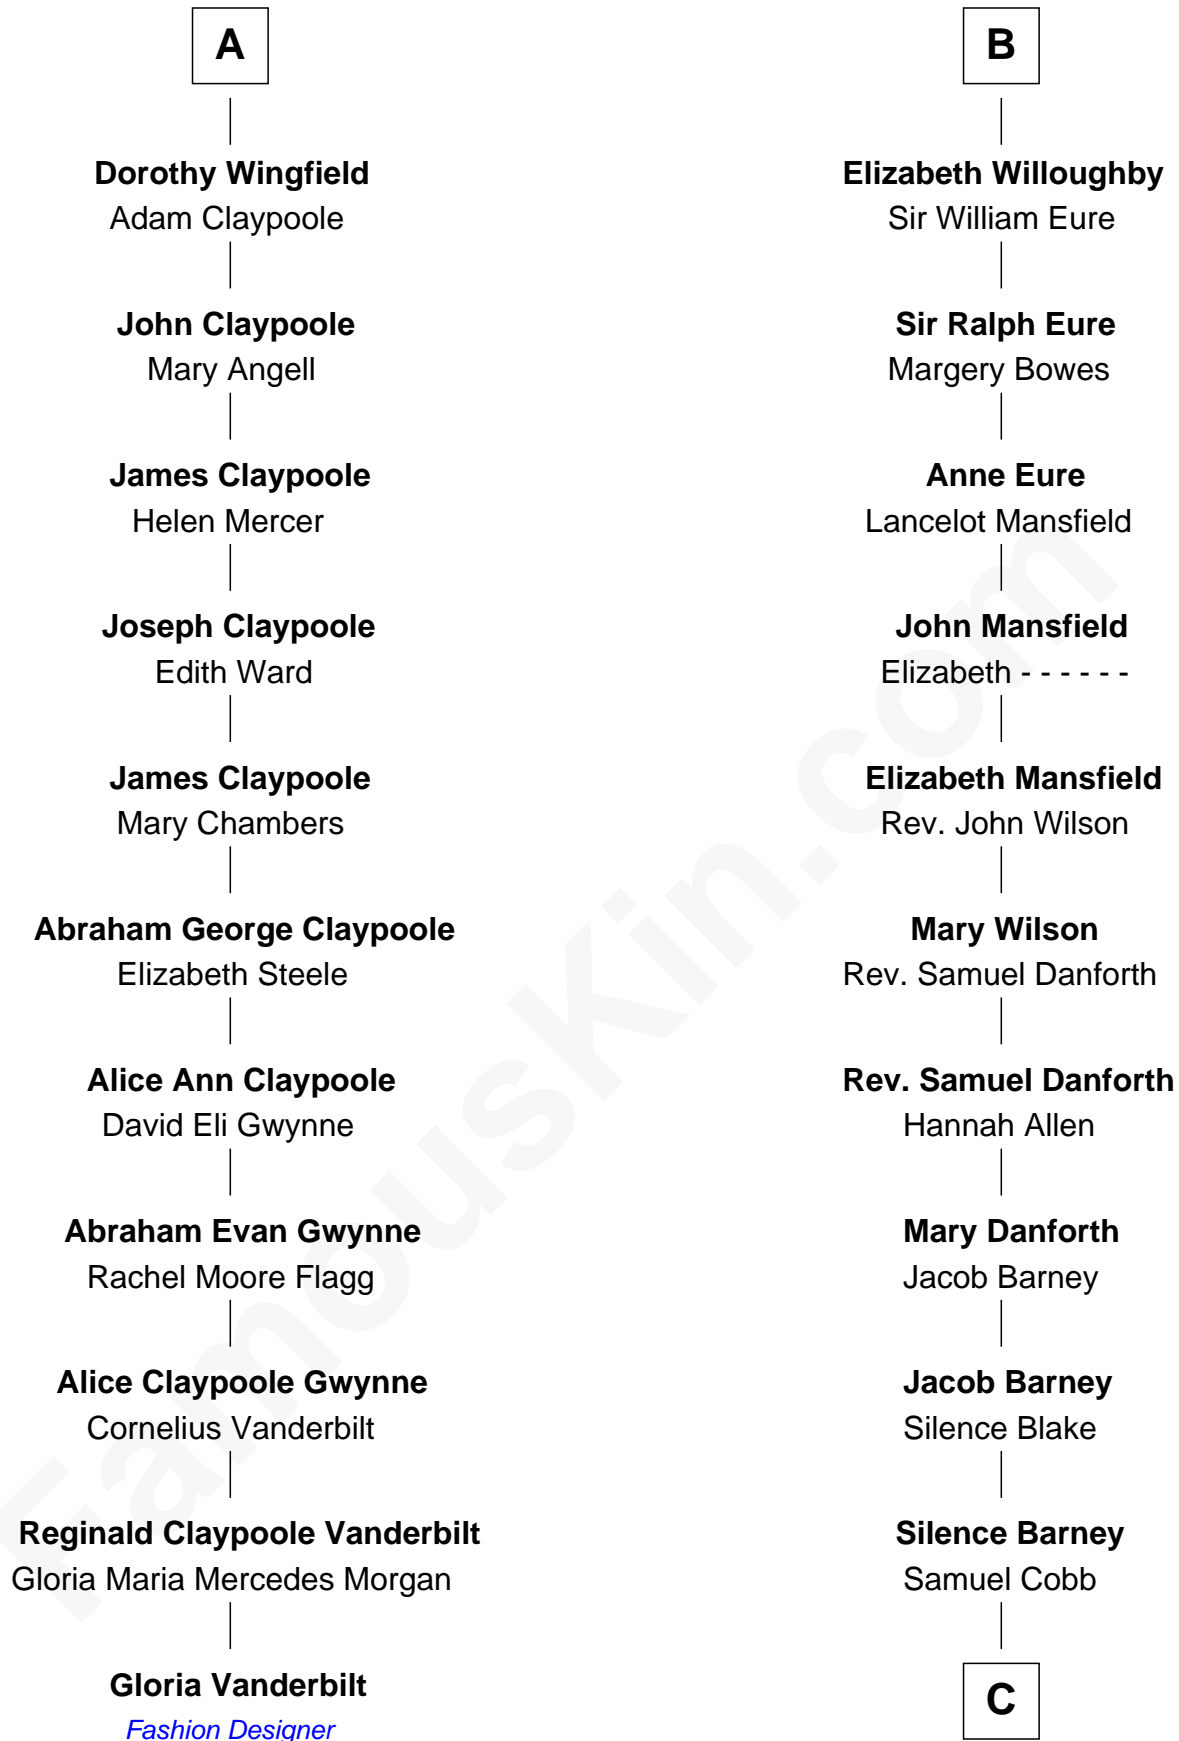 A
Dorothy Wingfield
Adam Claypoole
John Claypoole
Mary Angell
James Claypoole
Helen Mercer
Joseph Claypoole
Edith Ward
James Claypoole
Mary Chambers
Abraham George Claypoole
Elizabeth Steele
Alice Ann Claypoole
David Eli Gwynne
Abraham Evan Gwynne
Rachel Moore Flagg
Alice Claypoole Gwynne
Cornelius Vanderbilt
Reginald Claypoole Vanderbilt
Gloria Maria Mercedes Morgan
Gloria Vanderbilt
Fashion Designer
B
Elizabeth Willoughby
Sir William Eure
Sir Ralph Eure
Margery Bowes
Anne Eure
Lancelot Mansfield
John Mansfield
Elizabeth - - - - - -
Elizabeth Mansfield
Rev. John Wilson
Mary Wilson
Rev. Samuel Danforth
Rev. Samuel Danforth
Hannah Allen
Mary Danforth
Jacob Barney
Jacob Barney
Silence Blake
Silence Barney
Samuel Cobb
C
FamousKin.com